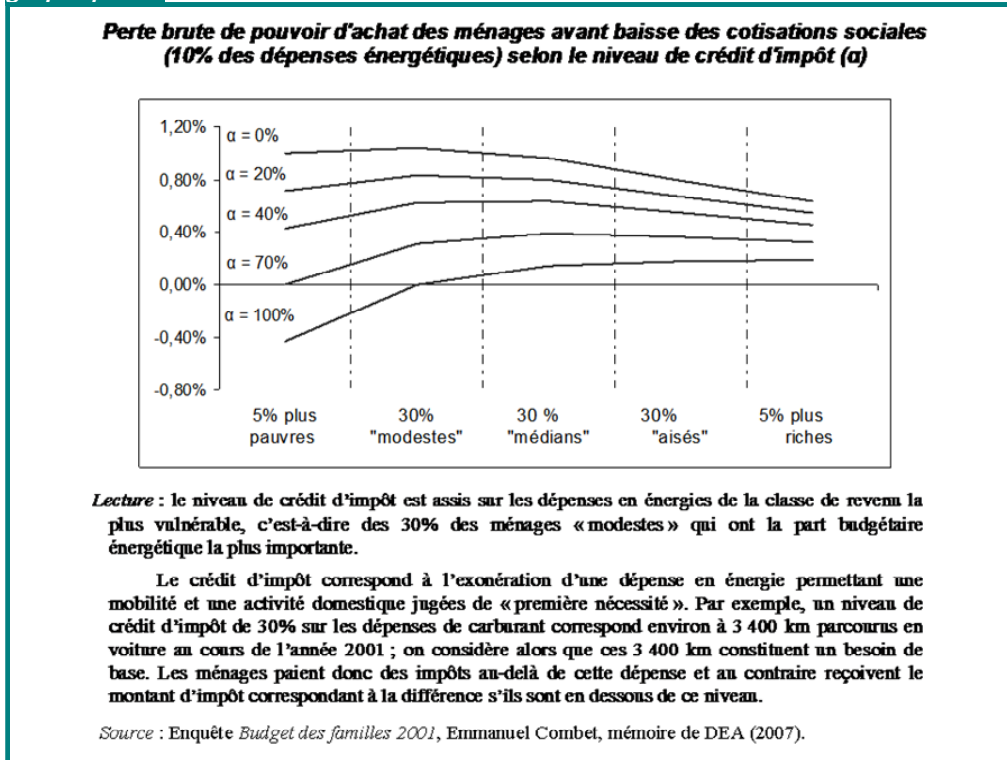 Perte brute de pouvoir d'achat des ménages avant baisse des cotisations sociales
(10% des dépenses énergétiques) selon le niveau de crédit d'impôt (α)
1,20%
α = 0%
0,80%
α = 20%
α = 40%
0,40%
α = 70%
0,00%
α = 100%
-0,40%
-0,80%
5% plus 30% 30 % 30% 5% plus
pauvres "modestes" "médians" "aisés" riches
Lecture : le niveau de crédit d'impôt est assis sur les dépenses en énergies de la classe de revenu la
plus vulnérable, c'est-à-dire des 30% des ménages « modestes » qui ont la part budgétaire
énergétique la plus importante.
Le crédit d'impôt correspond à l'exonération d'une dépense en énergie permettant une
mobilité et une activité domestique jugées de « première nécessité ». Par exemple, un niveau de
crédit d'impôt de 30% sur les dépenses de carburant correspond environ à 3 400 km parcourus en
voiture au cours de l'année 2001 ; on considère alors que ces 3 400 km constituent un besoin de
base. Les ménages paient donc des impôts au-delà de cette dépense et au contraire reçoivent le
montant d'impôt correspondant à la différence s'ils sont en dessous de ce niveau.
Source : Enquête Budget des familles 2001, Emmanuel Combet, mémoire de DEA (2007).